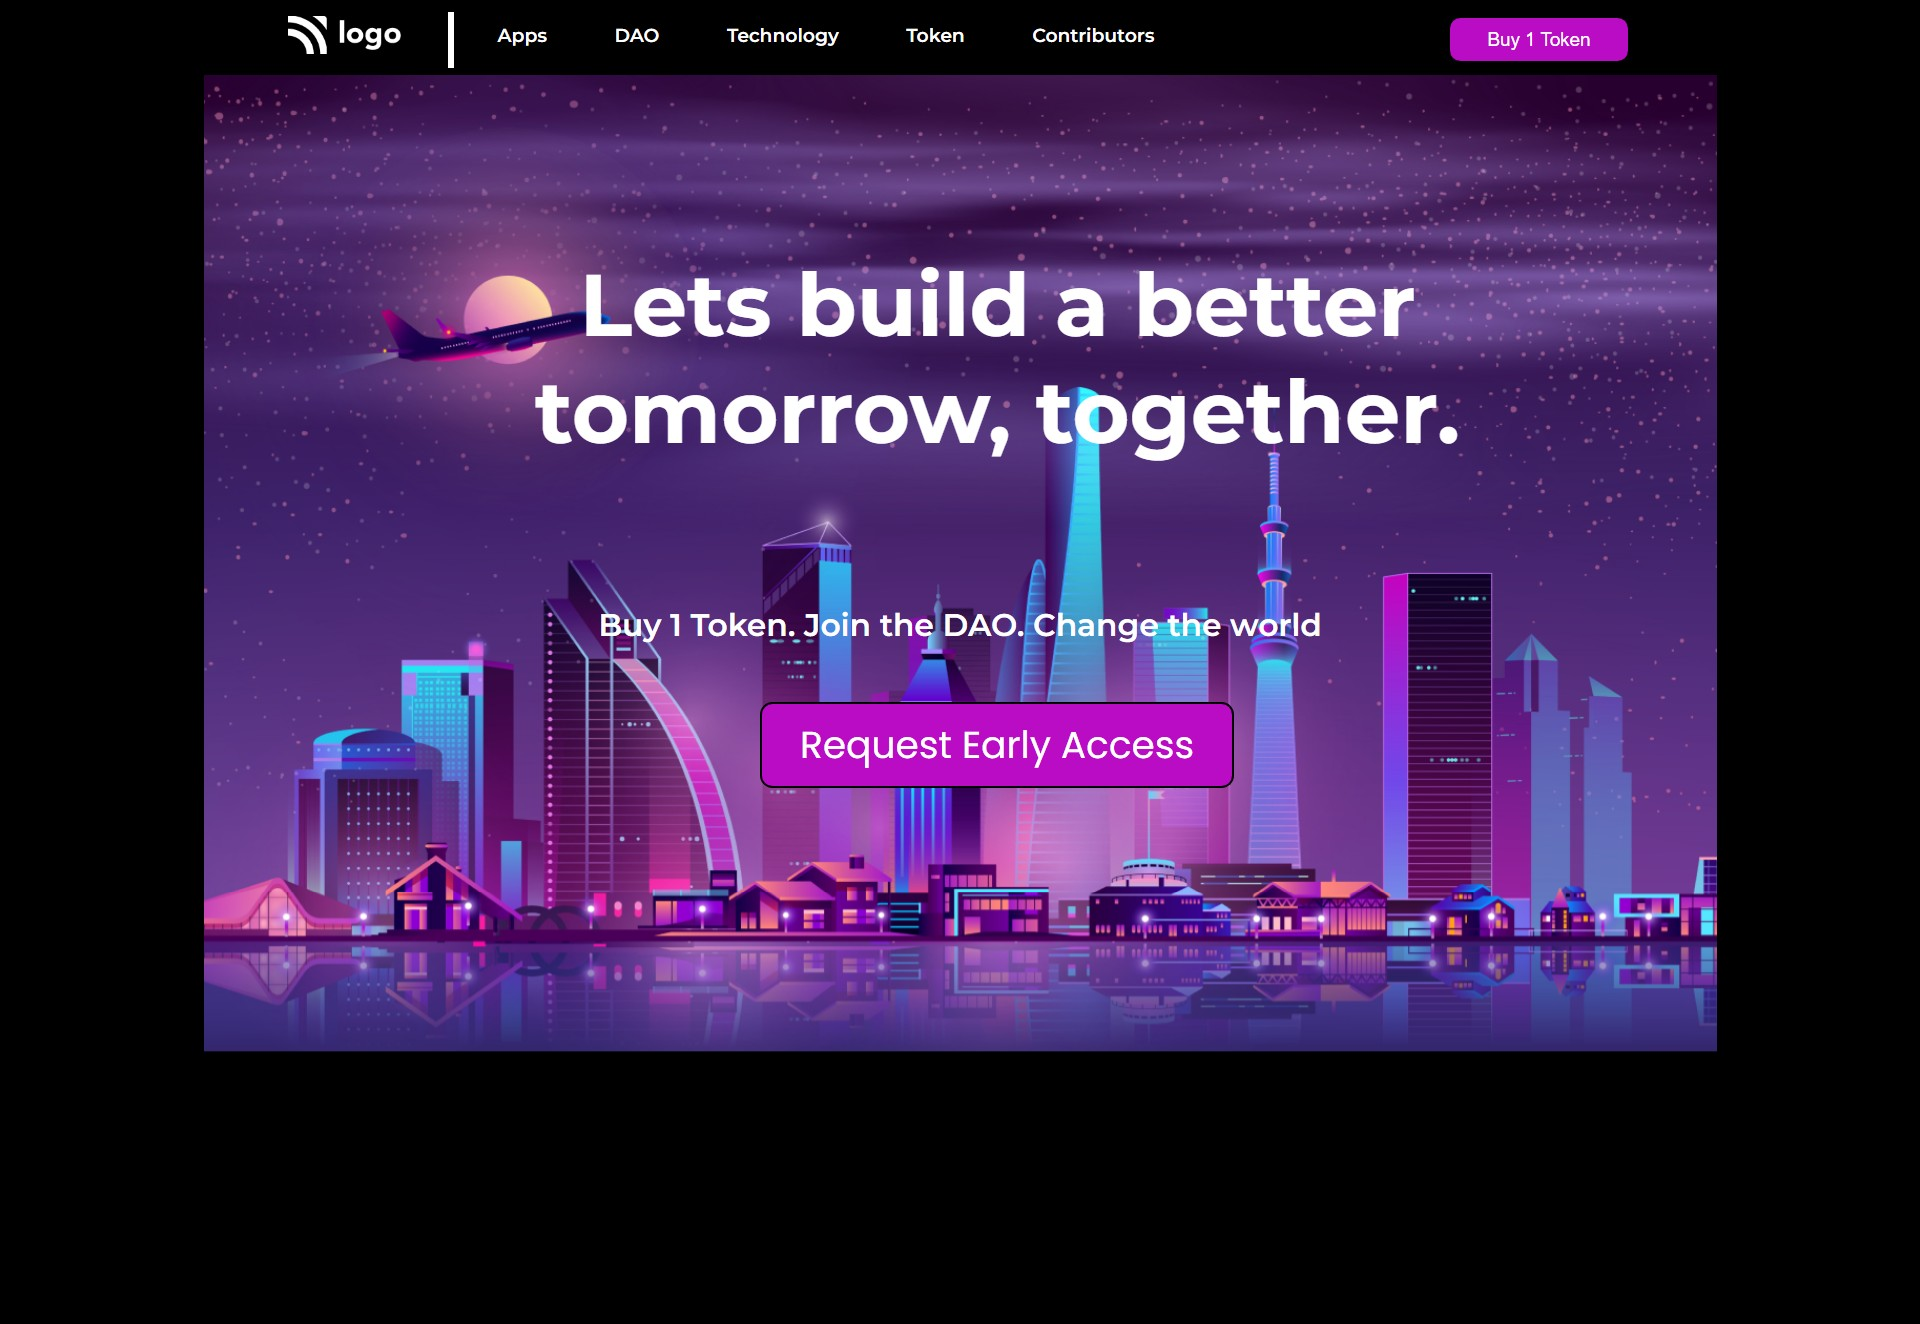 logo
Apps
DAO
Technology
Token
Contributors
Buy 1 Token
Lets build a better
tomorrow, together.
Buy 1 Token. Join the DAO. Change the world
Request Early Access